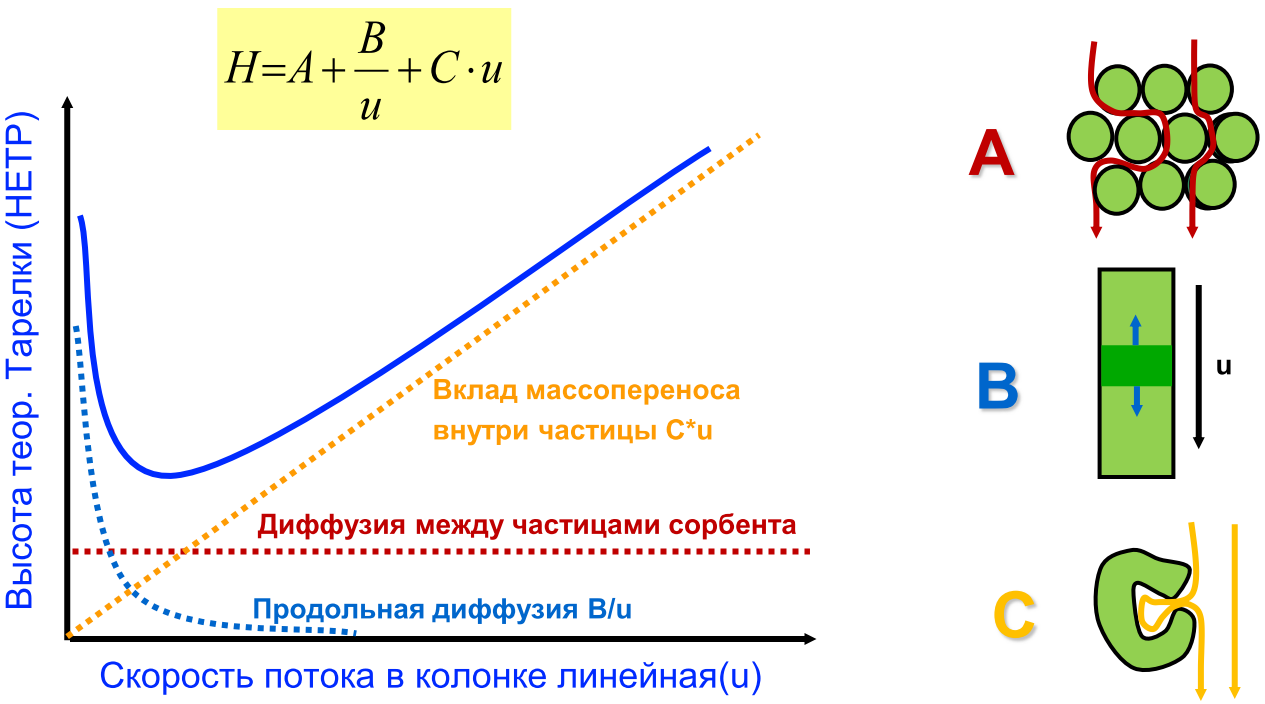 H=A+B/u+C·u
Высота теор. Тарелки (HETP)
Вклад массопереноса
внутри частицы C*u
Диффузия между частицами сорбента
Продольная диффузия B/u
Скорость потока в колонке линейная(u)
A
B
u
C